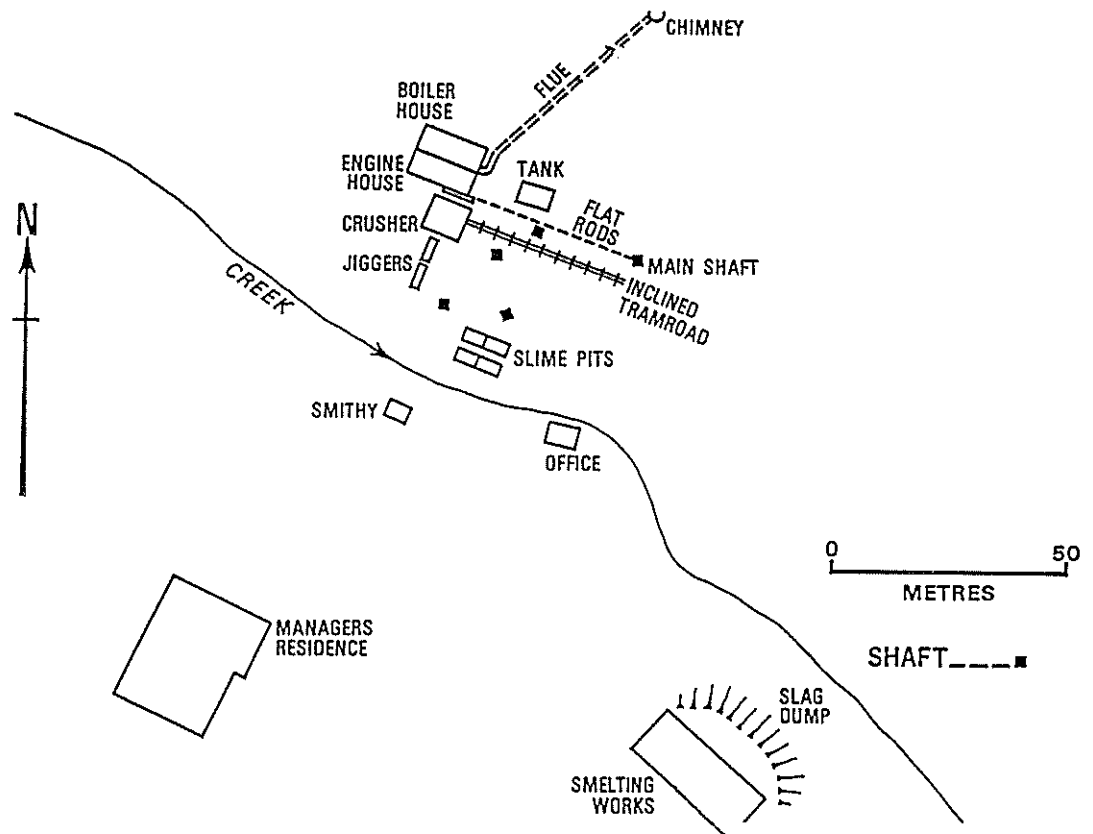 CHIMNEY
FLUE
BOILER
HOUSE
ENGINE
HOUSE
TANK
FLAT
RODS
CRUSHER
MAIN SHAFT
JIGGERS
INCLINED
TRAMROAD
N
CREEK
SLIME PITS
SMITHY
OFFICE
0 50
METRES
MANAGERS
RESIDENCE
SHAFT
SLAG
DUMP
SMELTING
WORKS